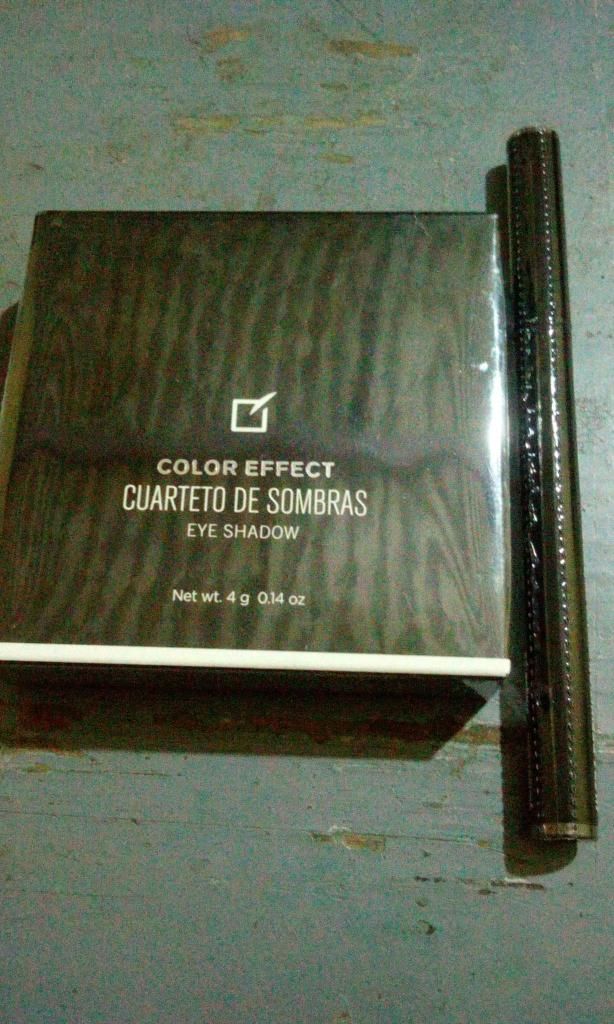 COLOR EFFECT
CUARTETO DE SOMBRAS
EYE SHADOW
Net wt. 4 g 0.14 oz